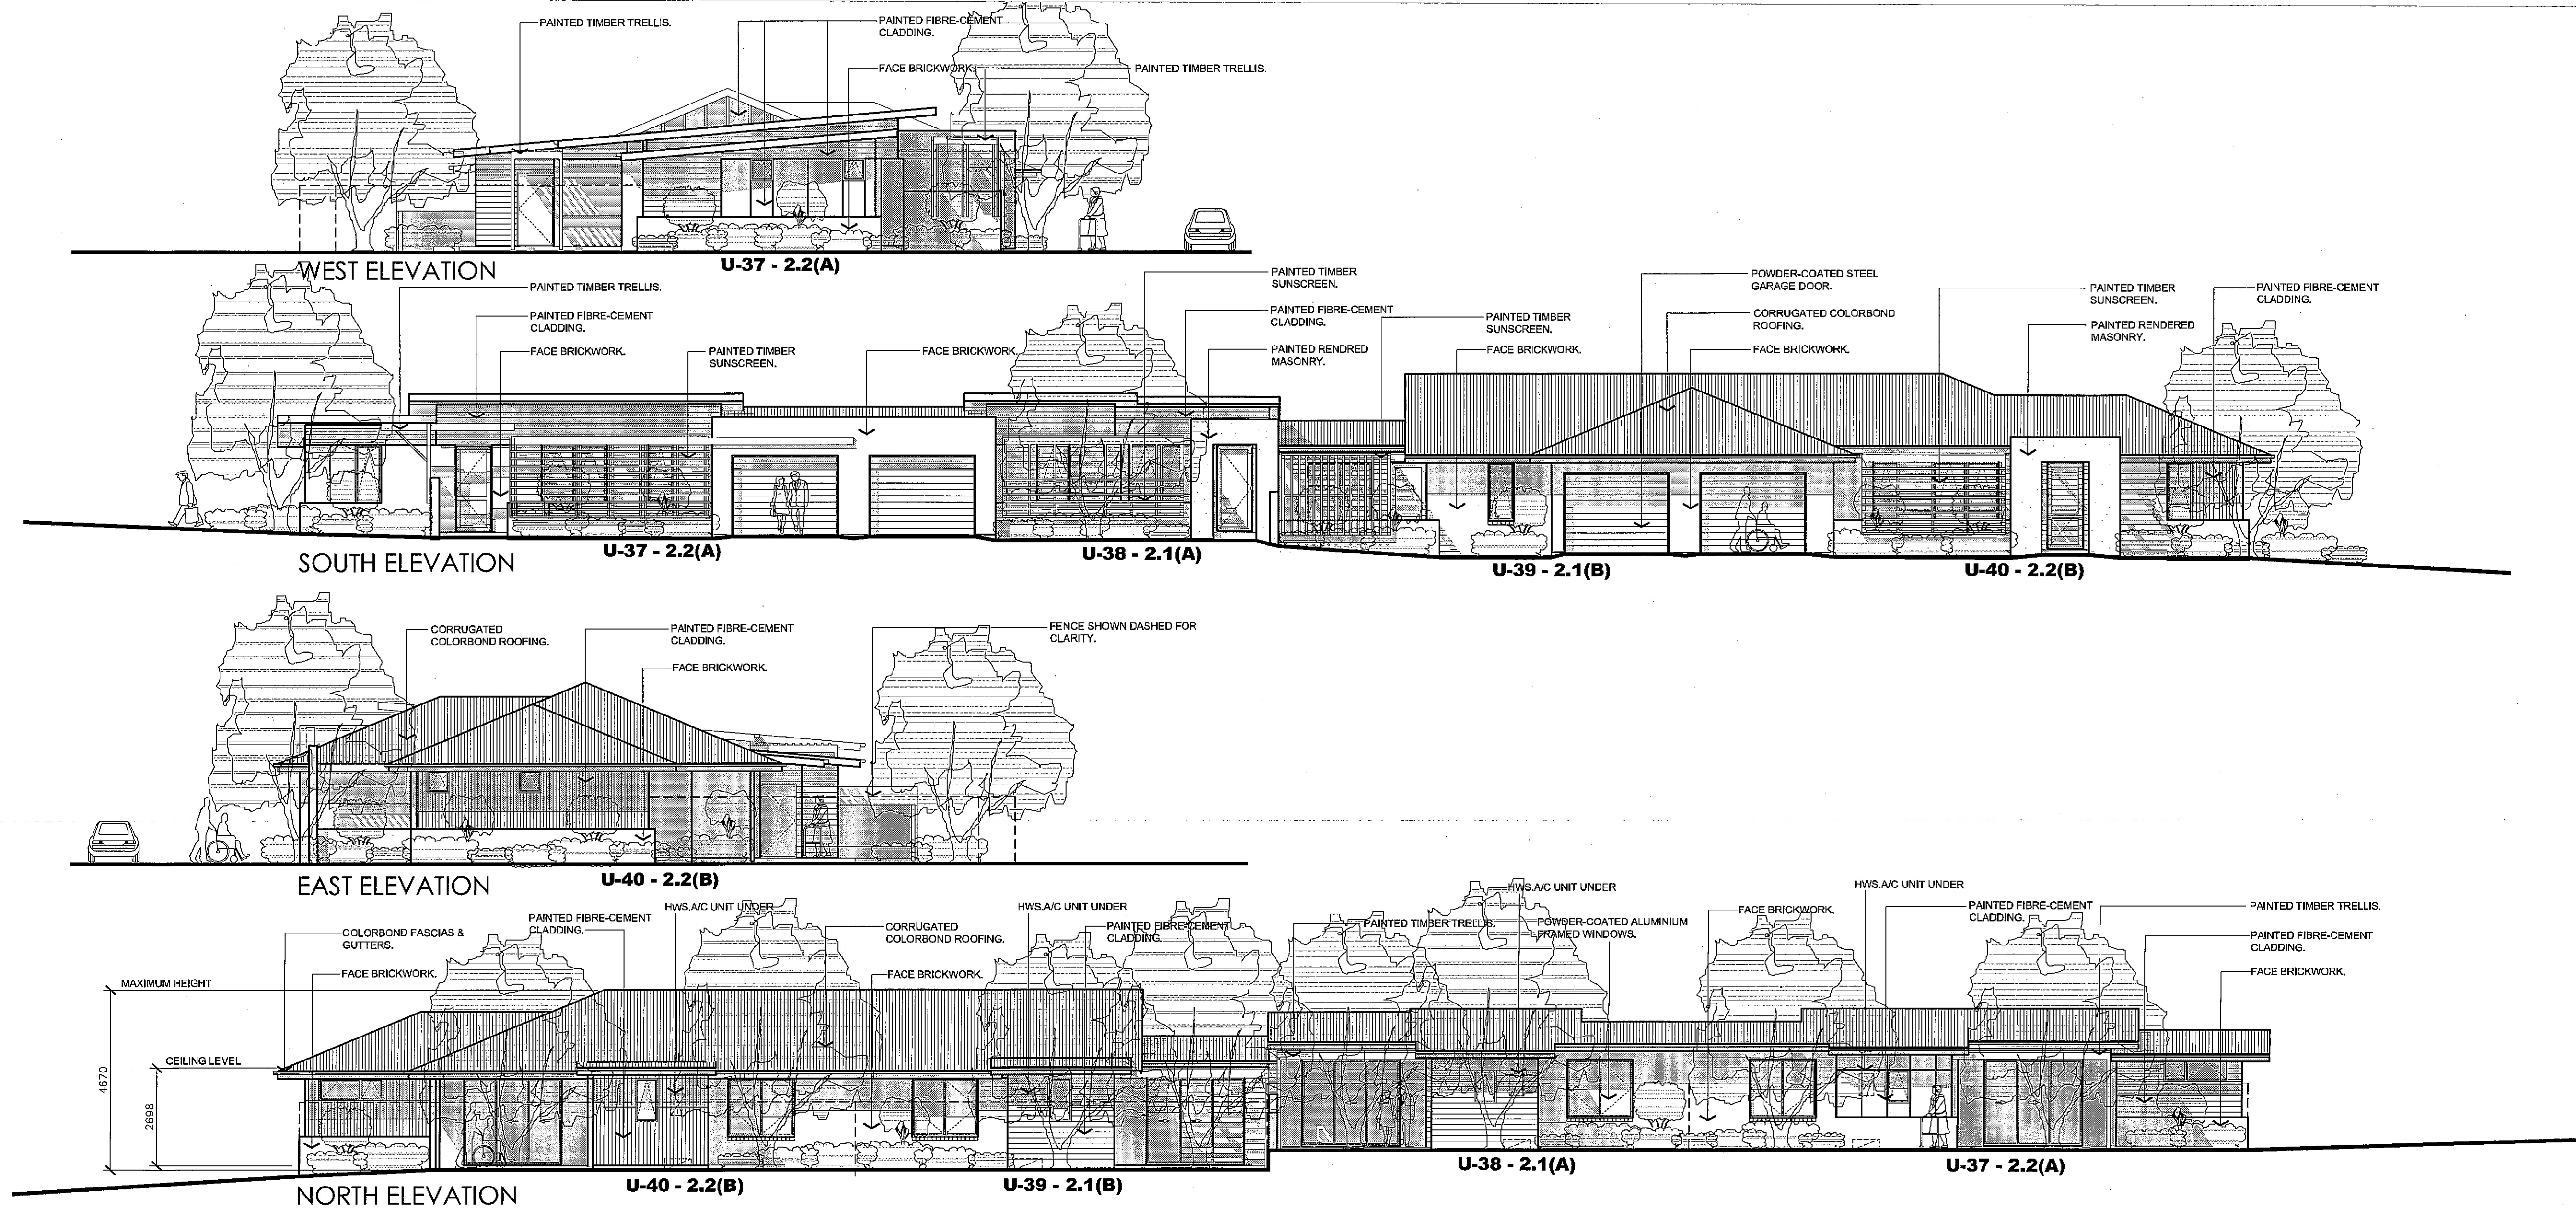 PAINTED TIMBER TRELLIS.
PAINTED FIBRE-CEMENT
CLADDING.
FACE BRICKWORK.
PAINTED TIMBER TRELLIS.
WEST ELEVATION
U-37 - 2.2(A)
PAINTED TIMBER TRELLIS.
PAINTED FIBRE-CEMENT
CLADDING.
FACE BRICKWORK.
PAINTED TIMBER
SUNSCREEN.
FACE BRICKWORK.
PAINTED TIMBER
SUNSCREEN.
PAINTED FIBRE-CEMENT
CLADDING.
PAINTED RENDRED
MASONRY.
PAINTED TIMBER
SUNSCREEN.
FACE BRICKWORK.
POWDER-COATED STEEL
GARAGE DOOR.
CORRUGATED COLORBOND
ROOFING.
FACE BRICKWORK.
PAINTED TIMBER
SUNSCREEN.
PAINTED RENDERED
MASONRY.
PAINTED FIBRE-CEMENT
CLADDING.
SOUTH ELEVATION
U-37 - 2.2(A)
U-38 - 2.1(A)
U-39 - 2.1(B)
U-40 - 2.2(B)
CORRUGATED
COLORBOND ROOFING.
PAINTED FIBRE-CEMENT
CLADDING.
FACE BRICKWORK.
FENCE SHOWN DASHED FOR
CLARITY.
EAST ELEVATION
U-40 - 2.2(B)
COLORBOND FASCIAS &
GUTTERS.
FACE BRICKWORK.
PAINTED FIBRE-CEMENT
CLADDING.
HWS.A/C UNIT UNDER
CORRUGATED
COLORBOND ROOFING.
FACE BRICKWORK.
HWS.A/C UNIT UNDER
PAINTED FIBRE-CEMENT
CLADDING.
PAINTED TIMBER TRELLIS.
HWS.A/C UNIT UNDER
POWDER-COATED ALUMINIUM
FRAMED WINDOWS.
FACE BRICKWORK.
HWS.A/C UNIT UNDER
PAINTED FIBRE-CEMENT
CLADDING.
PAINTED TIMBER TRELLIS.
PAINTED FIBRE-CEMENT
CLADDING.
FACE BRICKWORK.
MAXIMUM HEIGHT
CEILING LEVEL
4670
2698
NORTH ELEVATION
U-40 - 2.2(B)
U-39 - 2.1(B)
U-38 - 2.1(A)
U-37 - 2.2(A)